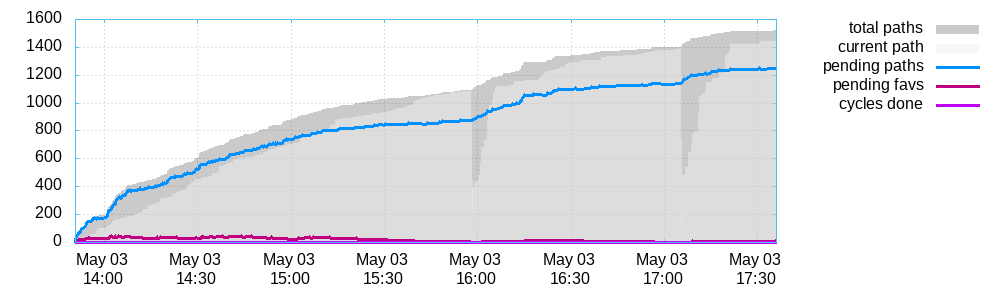 1600
1400
1200
1000
800
600
400
200
0
May 03 May 03 May 03 May 03 May 03 May 03 May 03 May 03
14:00 14:30 15:00 15:30 16:00 16:30 17:00 17:30
total paths
current path
pending paths
pending favs
cycles done